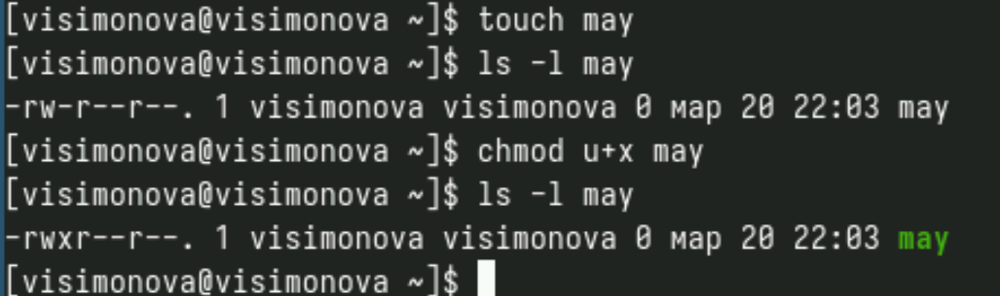 [visimonova@visimonova ~]$ touch may
[visimonova@visimonova ~]$ ls -l may
-rw-r--r--. 1 visimonova visimonova 0 мар 20 22:03 may
[visimonova@visimonova ~]$ chmod u+x may
[visimonova@visimonova ~]$ ls -l may
-rwxr--r--. 1 visimonova visimonova 0 мар 20 22:03 may
[visimonova@visimonova ~]$